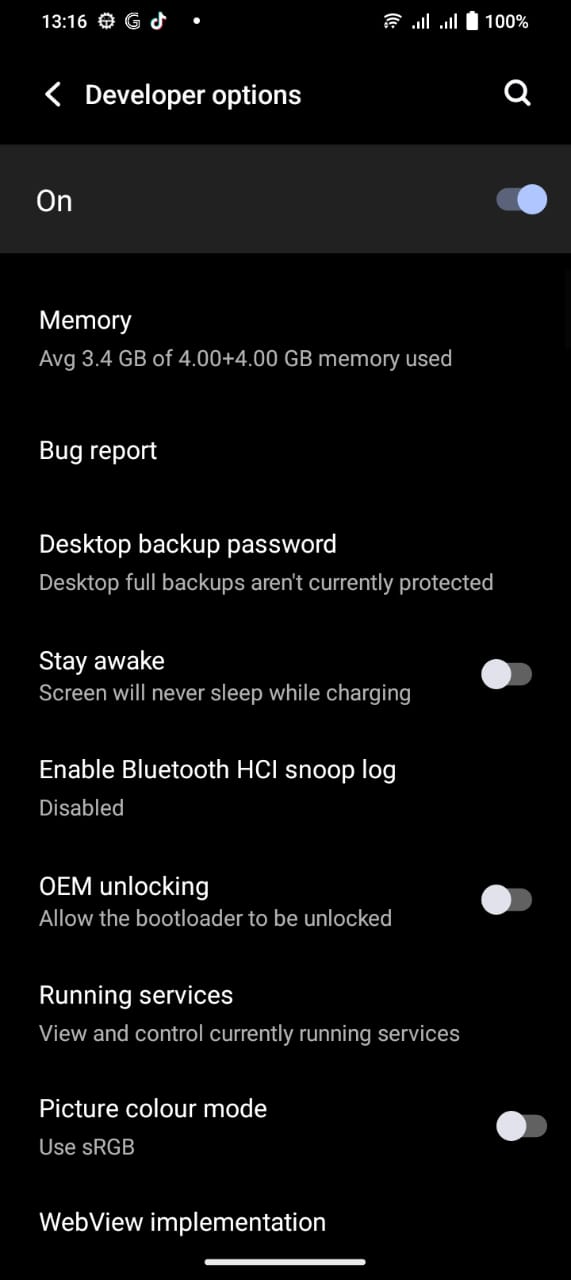 13:16
100%
Developer options
On
Memory
Avg 3.4 GB of 4.00+4.00 GB memory used
Bug report
Desktop backup password
Desktop full backups aren't currently protected
Stay awake
Screen will never sleep while charging
Enable Bluetooth HCI snoop log
Disabled
OEM unlocking
Allow the bootloader to be unlocked
Running services
View and control currently running services
Picture colour mode
Use sRGB
WebView implementation